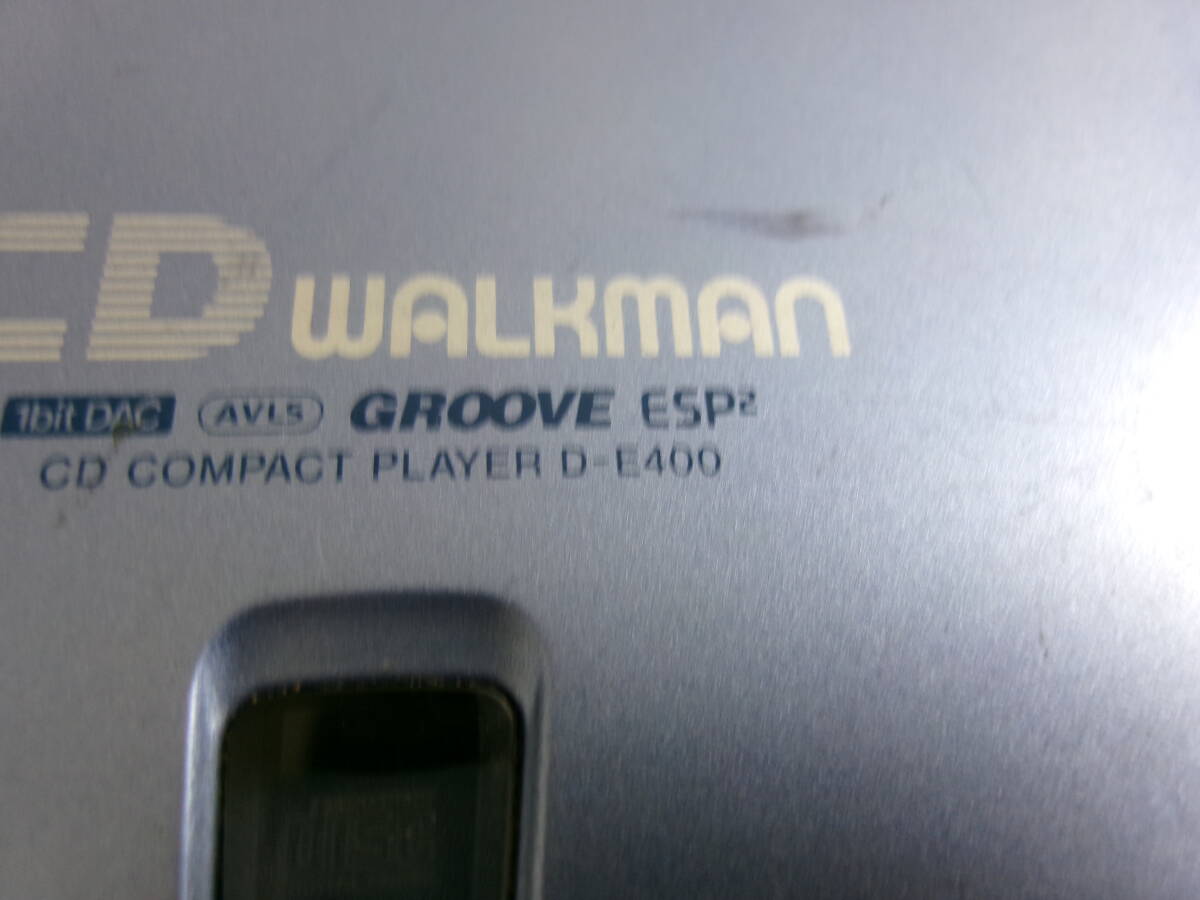 CD WALKMAN
1bit DAC AVLS GROOVE ESP²
CD COMPACT PLAYER D-E400